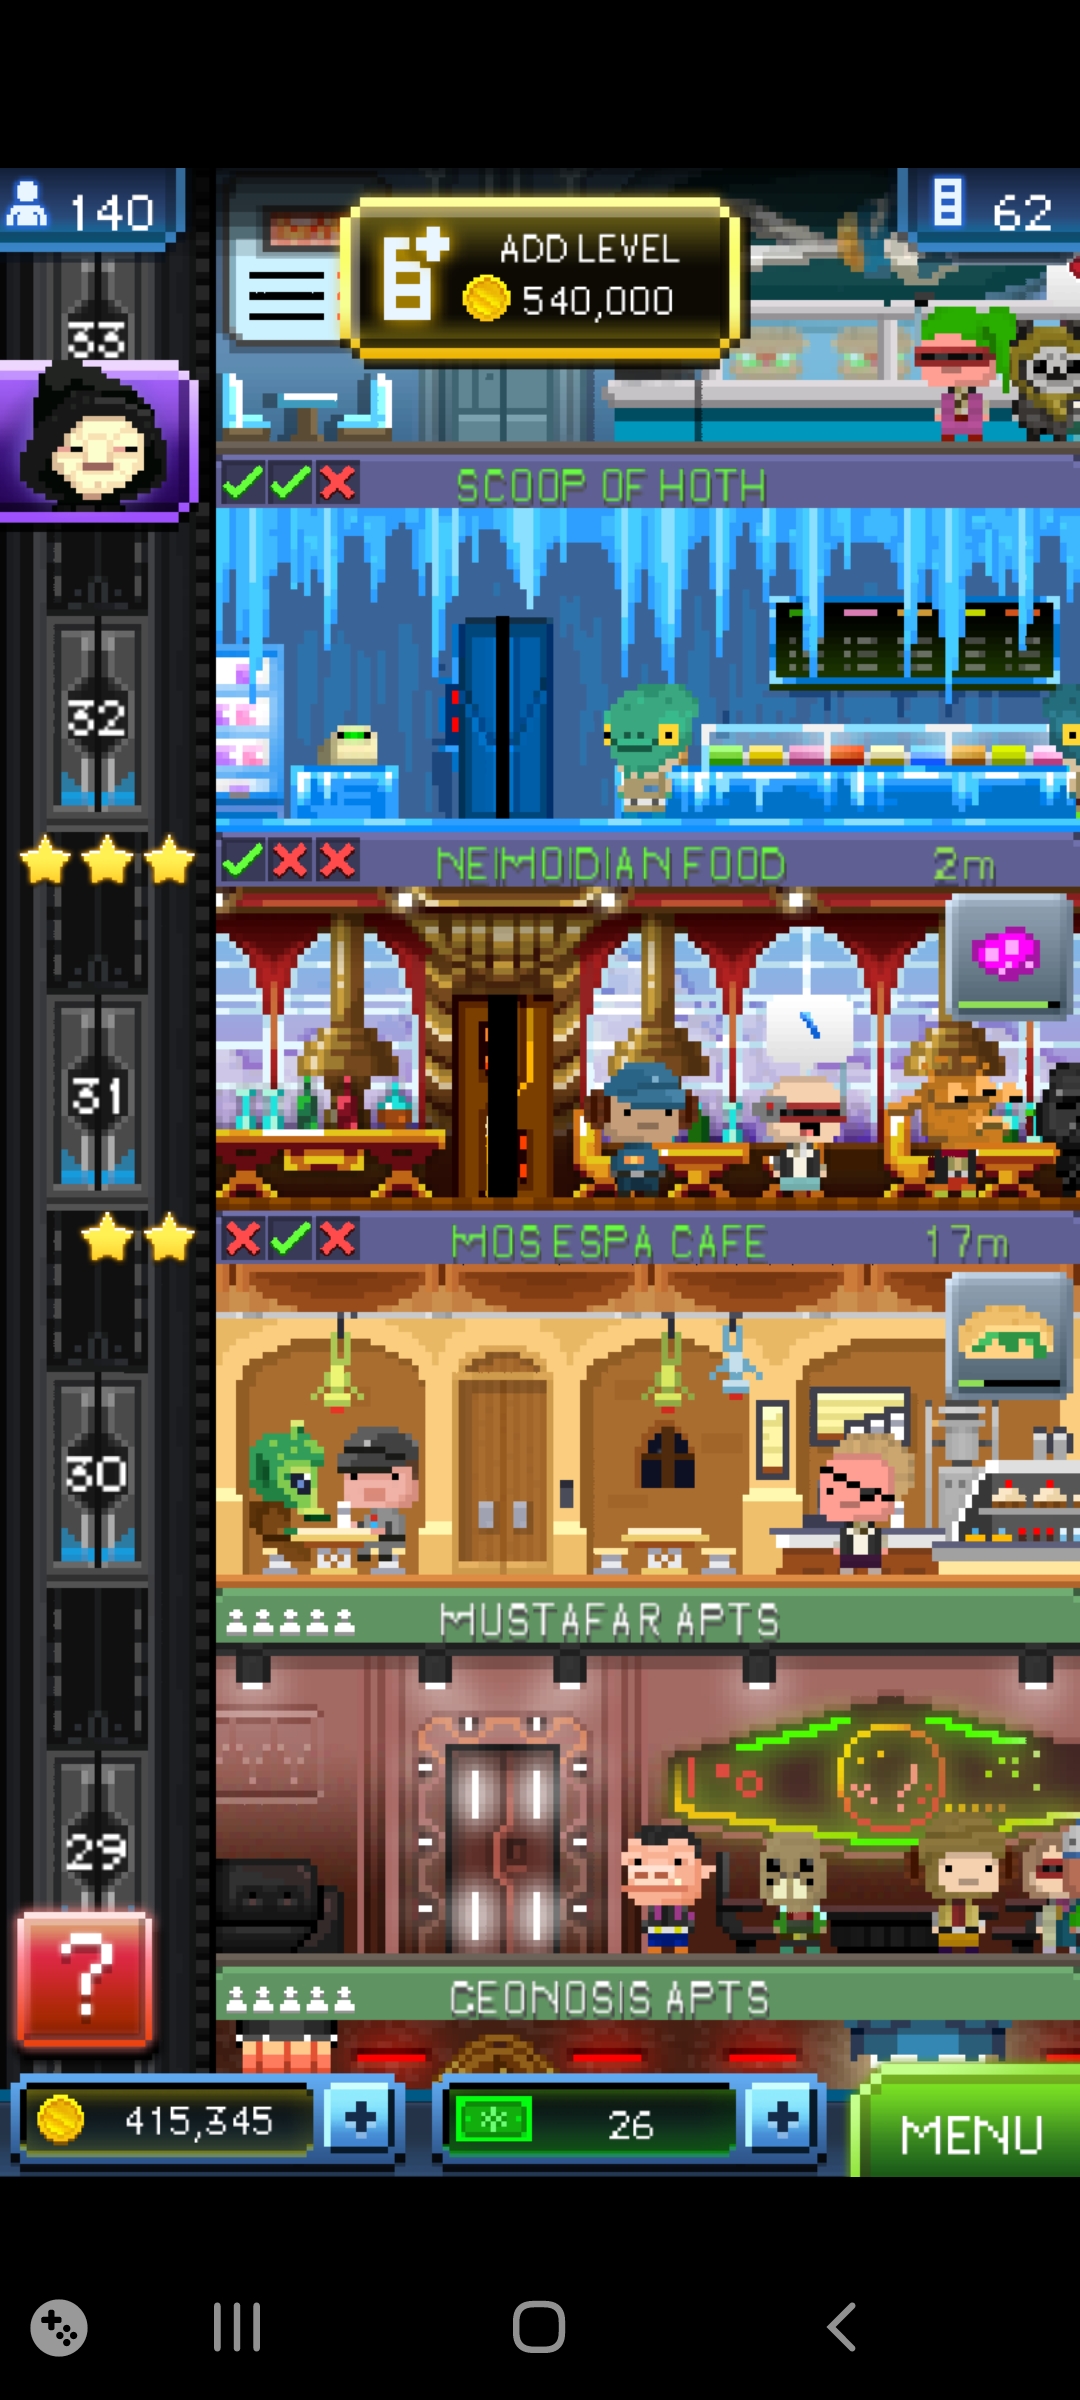 140
ADD LEVEL
540,000
62
33
SCOOP OF HOTH
32
NEIMOIDIAN FOOD 2m
31
MOS ESPA CAFE 17m
30
MUSTAFAR APTS
29
?
GEONOSIS APTS
415,345
26
MENU